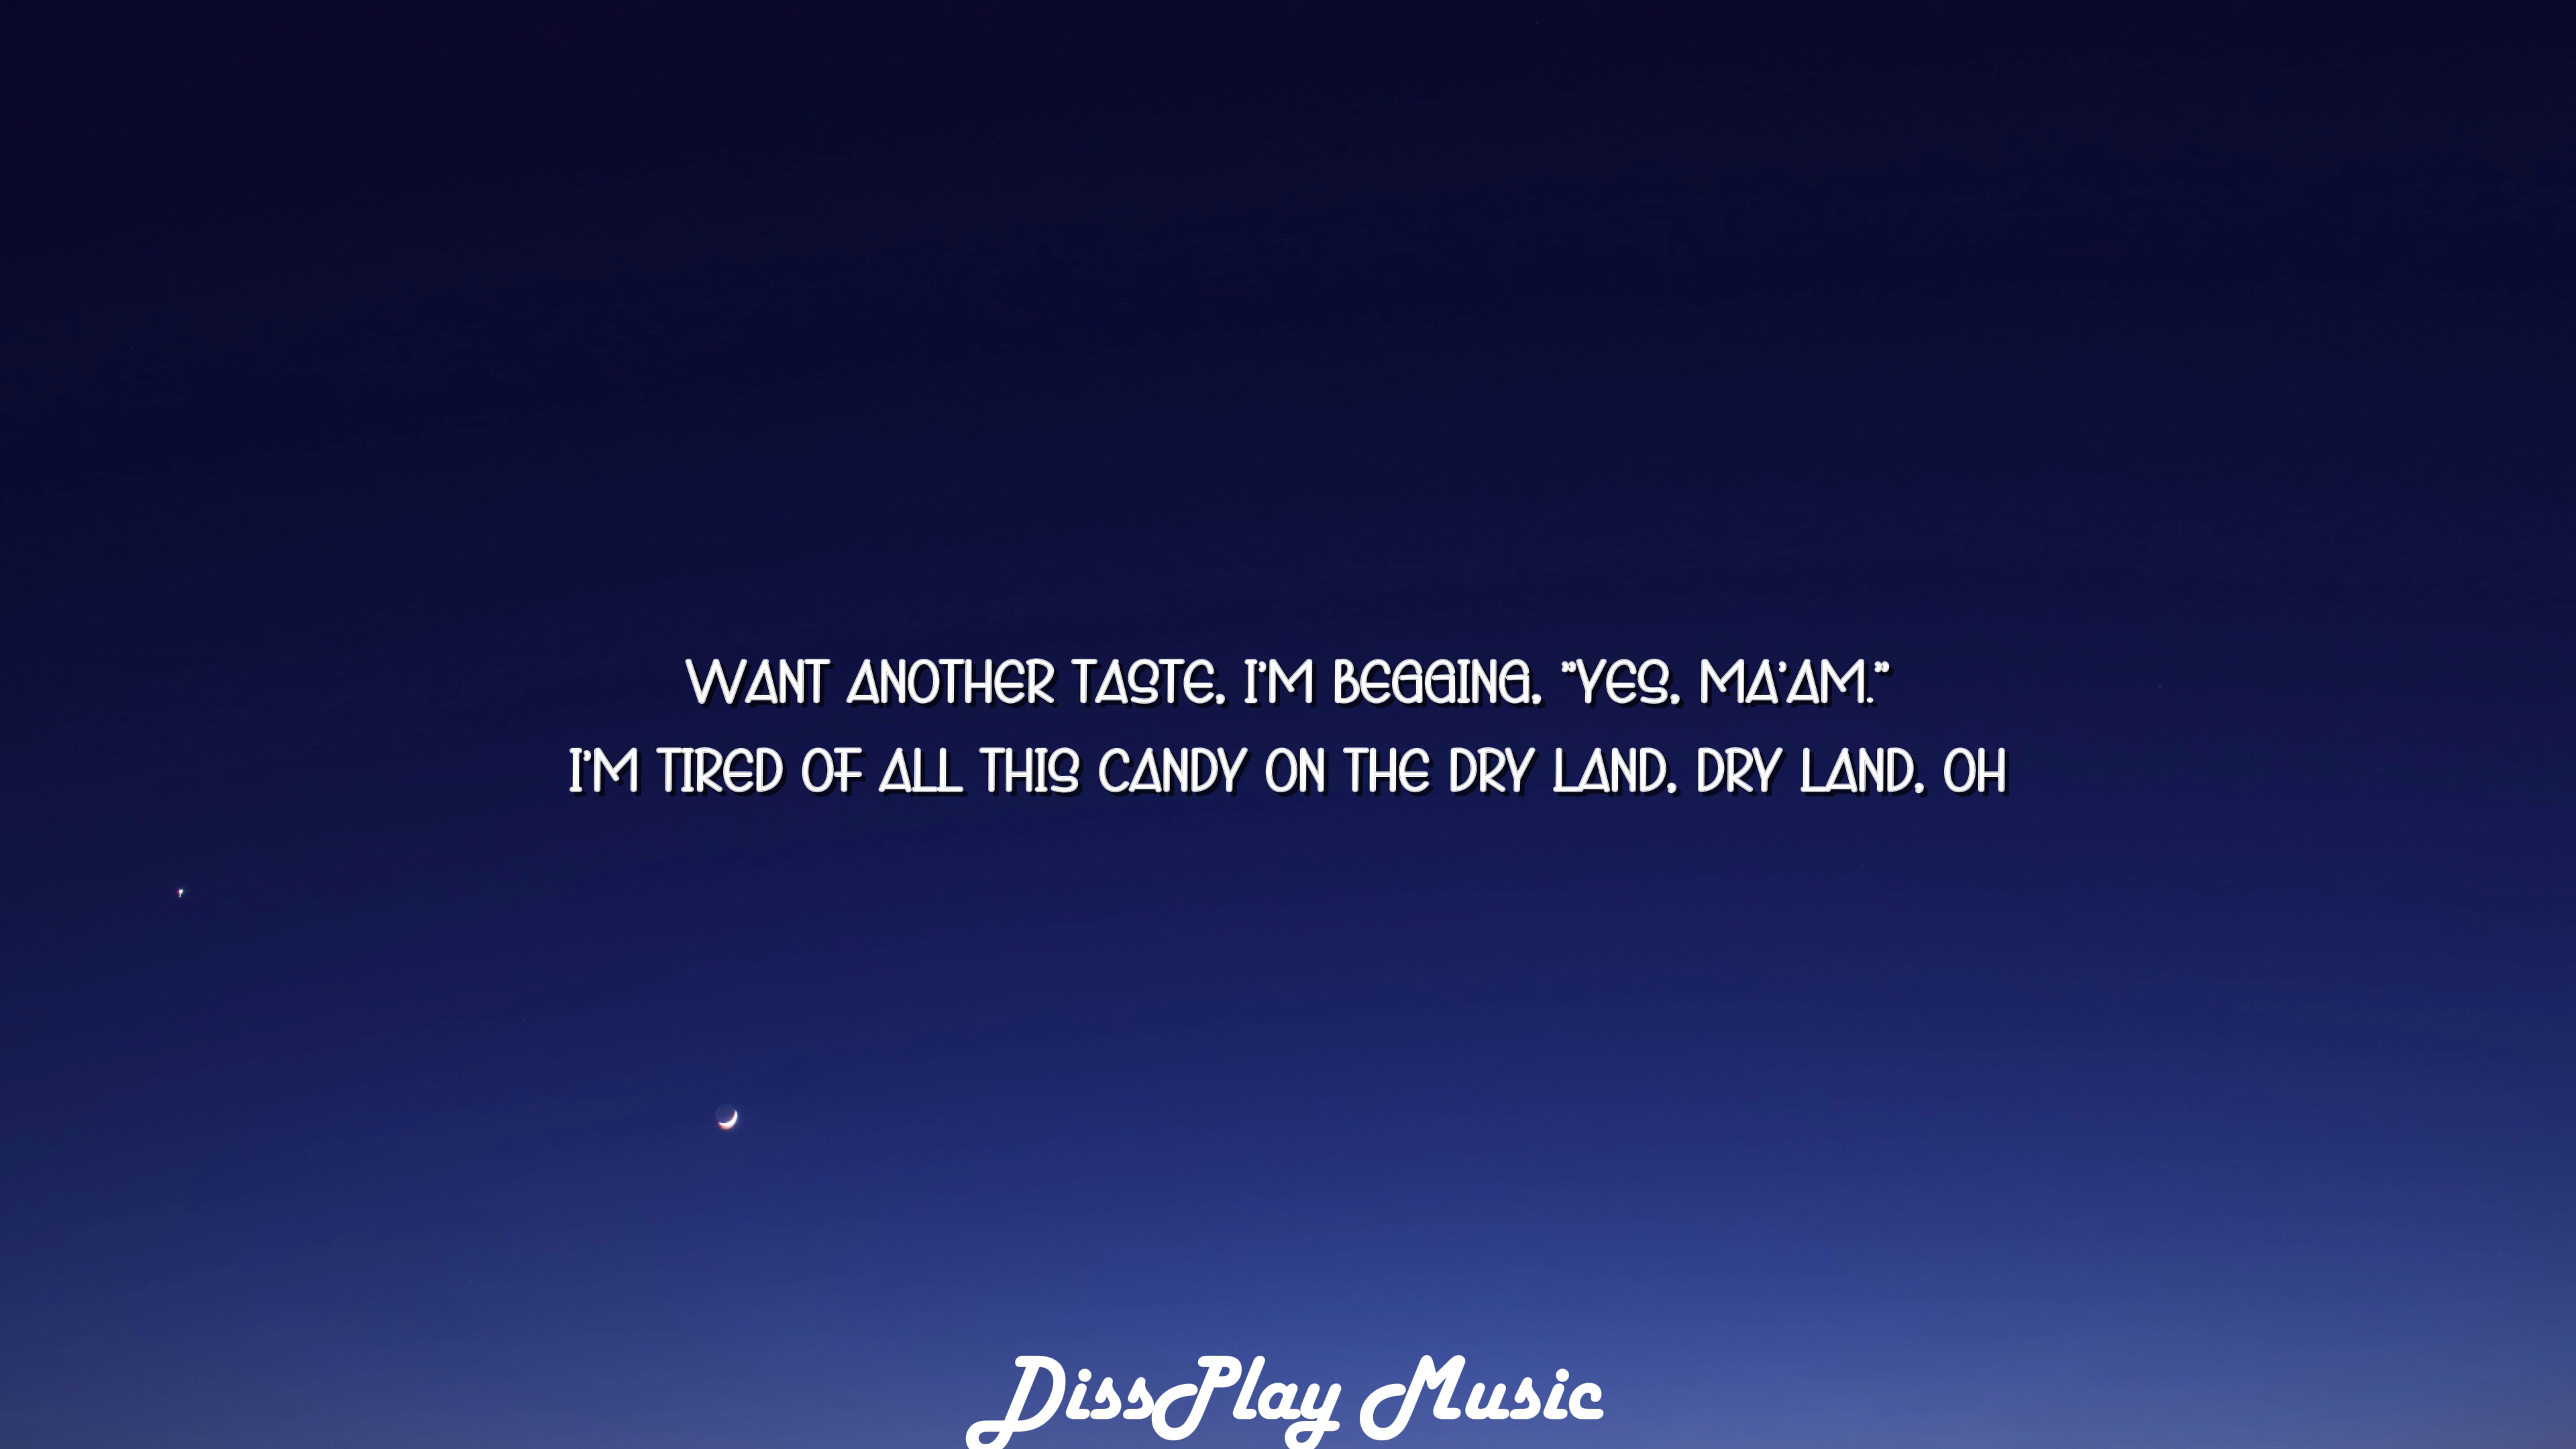 WANT ANOTHER TASTE, I'M BEGGING, "YES, MA'AM."
I'M TIRED OF ALL THIS CANDY ON THE DRY LAND, DRY LAND, OH
DissPlay Music